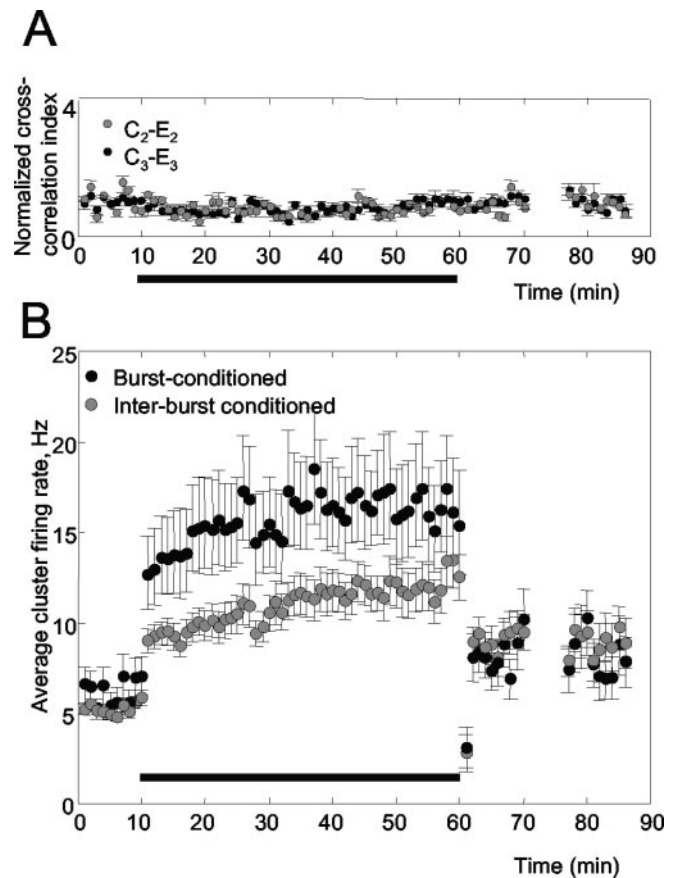 A
Normalized cross-
correlation index
4
0
C₂-E₂
C₃-E₃
0 10 20 30 40 50 60 70 80 90
Time (min)
B
Average cluster firing rate, Hz
25
20
15
10
5
0
Burst-conditioned
Inter-burst conditioned
0 10 20 30 40 50 60 70 80 90
Time (min)